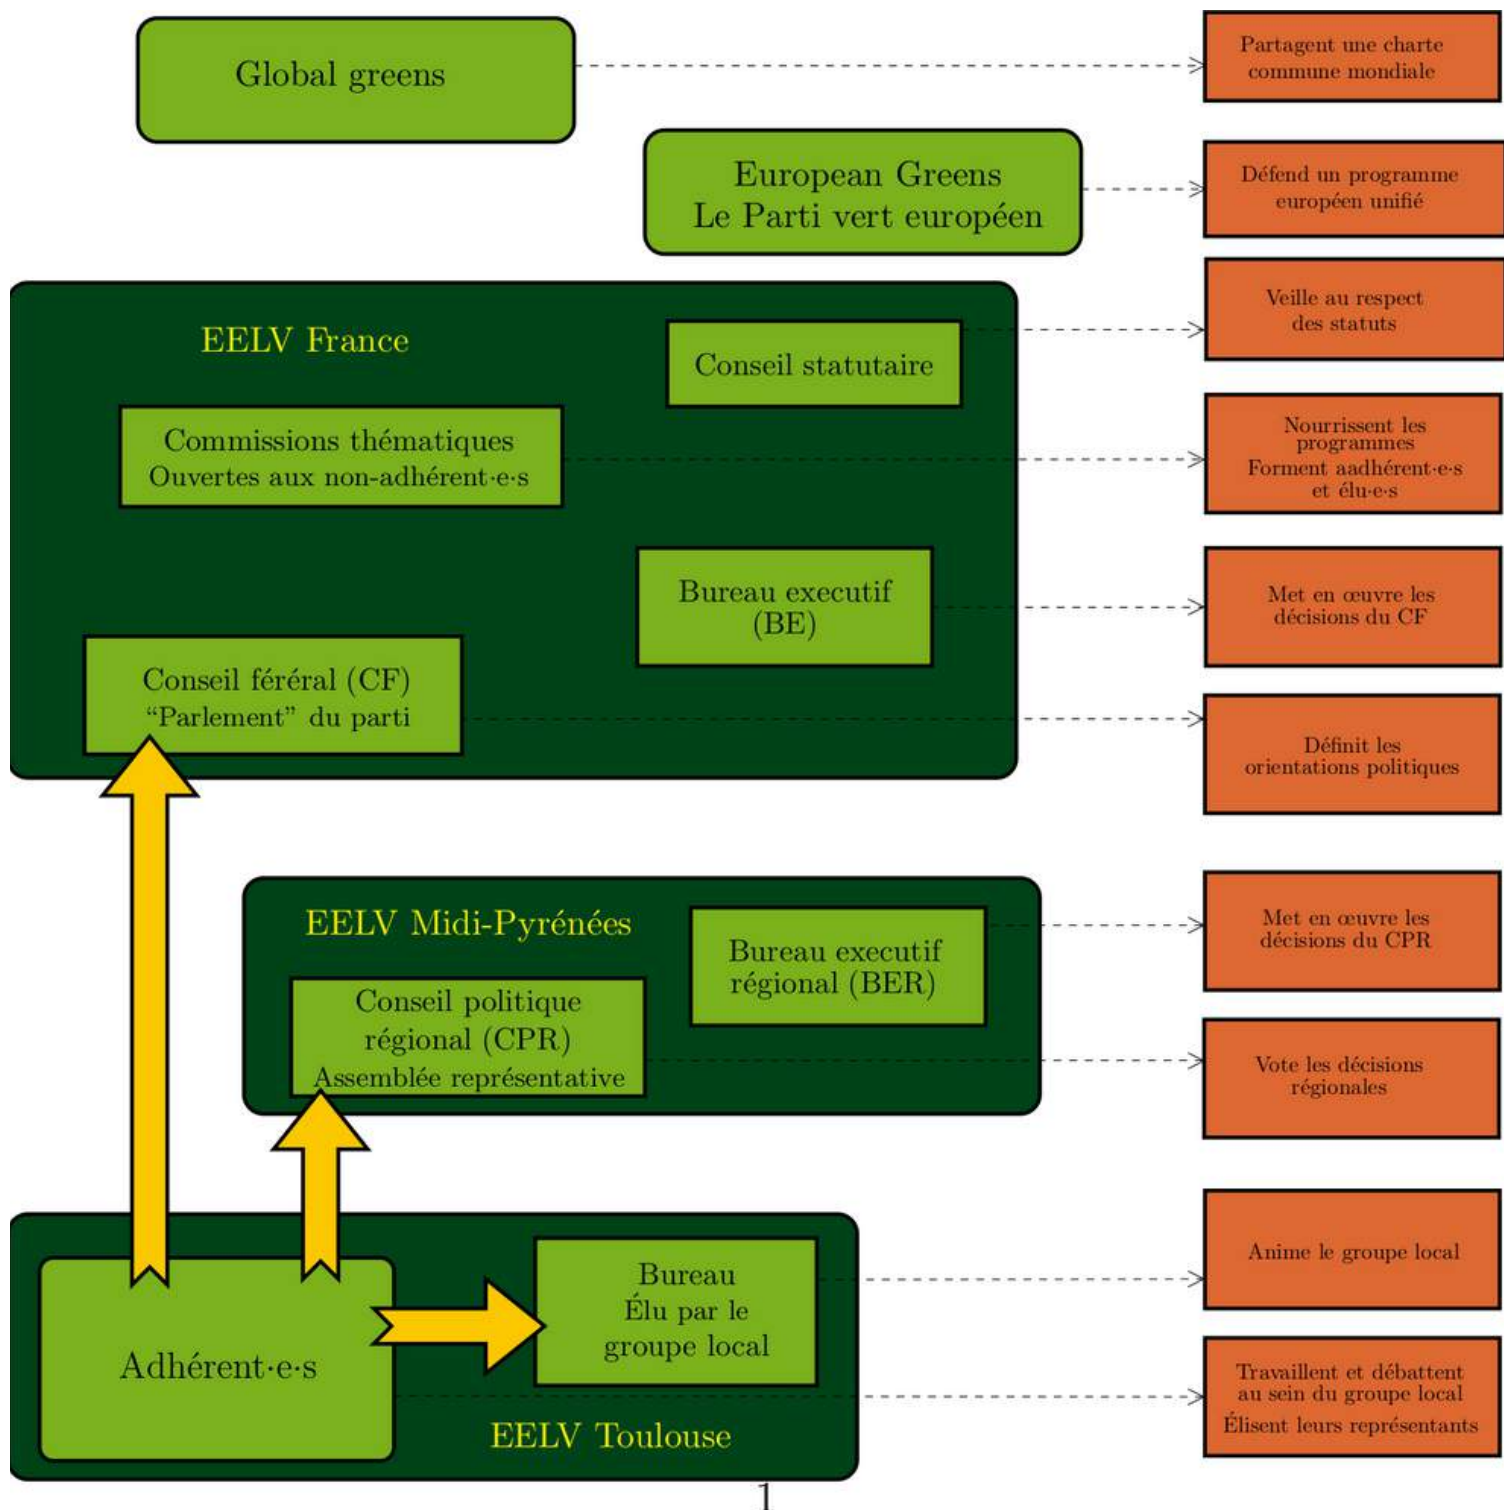 Global greens
Partagent une charte
commune mondiale
European Greens
Le Parti vert européen
Défend un programme
européen unifié
EELV France
Conseil statutaire
Veille au respect
des statuts
Commissions thématiques
Ouvertes aux non-adhérent·e·s
Nourrissent les
programmes
Forment aadhérent·e·s
et élu·e·s
Bureau executif
(BE)
Met en œuvre les
décisions du CF
Conseil féréral (CF)
“Parlement” du parti
Définit les
orientations politiques
EELV Midi-Pyrénées
Bureau executif
régional (BER)
Met en œuvre les
décisions du CPR
Conseil politique
régional (CPR)
Assemblée représentative
Vote les décisions
régionales
Bureau
Élu par le
groupe local
Anime le groupe local
Adhérent·e·s
Travaillent et débattent
au sein du groupe local
Élisent leurs représentants
EELV Toulouse
1